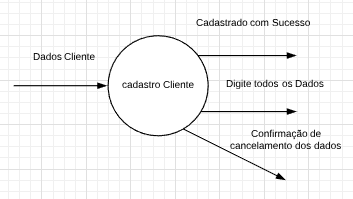 Cadastrado com Sucesso
Dados Cliente
cadastro Cliente
Digite todos os Dados
Confirmação de
cancelamento dos dados